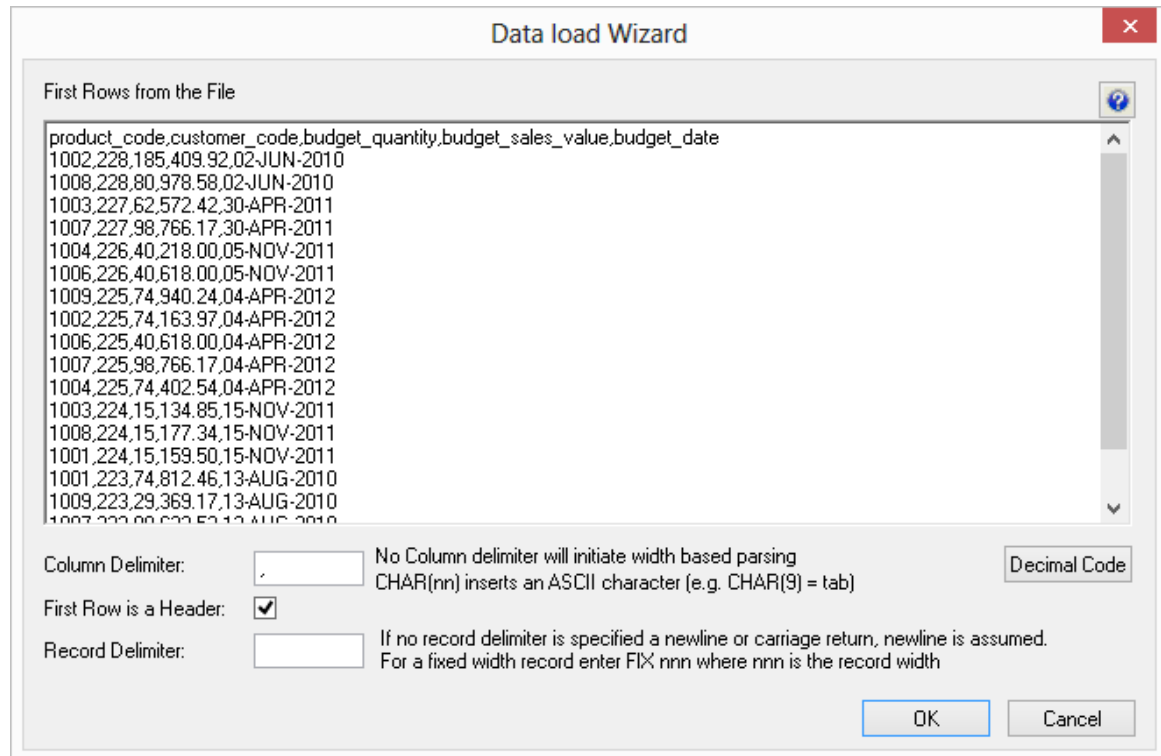 Data load Wizard
First Rows from the File
product_code,customer_code,budget_quantity,budget_sales_value,budget_date
1002,228,185,409.92,02-JUN-2010
1008,228,80,978.58,02-JUN-2010
1003,227,62,572.42,30-APR-2011
1007,227,98,766.17,30-APR-2011
1004,226,40,218.00,05-NOV-2011
1006,226,40,618.00,05-NOV-2011
1009,225,74,940.24,04-APR-2012
1002,225,74,163.97,04-APR-2012
1006,225,40,618.00,04-APR-2012
1007,225,98,766.17,04-APR-2012
1004,225,74,402.54,04-APR-2012
1003,224,15,134.85,15-NOV-2011
1008,224,15,177.34,15-NOV-2011
1001,224,15,159.50,15-NOV-2011
1001,223,74,812.46,13-AUG-2010
1009,223,29,369.17,13-AUG-2010
Column Delimiter: , No Column delimiter will initiate width based parsing
CHAR(nn) inserts an ASCII character (e.g. CHAR(9) = tab)
Decimal Code
First Row is a Header:
Record Delimiter: If no record delimiter is specified a newline or carriage return, newline is assumed.
For a fixed width record enter FIX nnn where nnn is the record width
OK Cancel